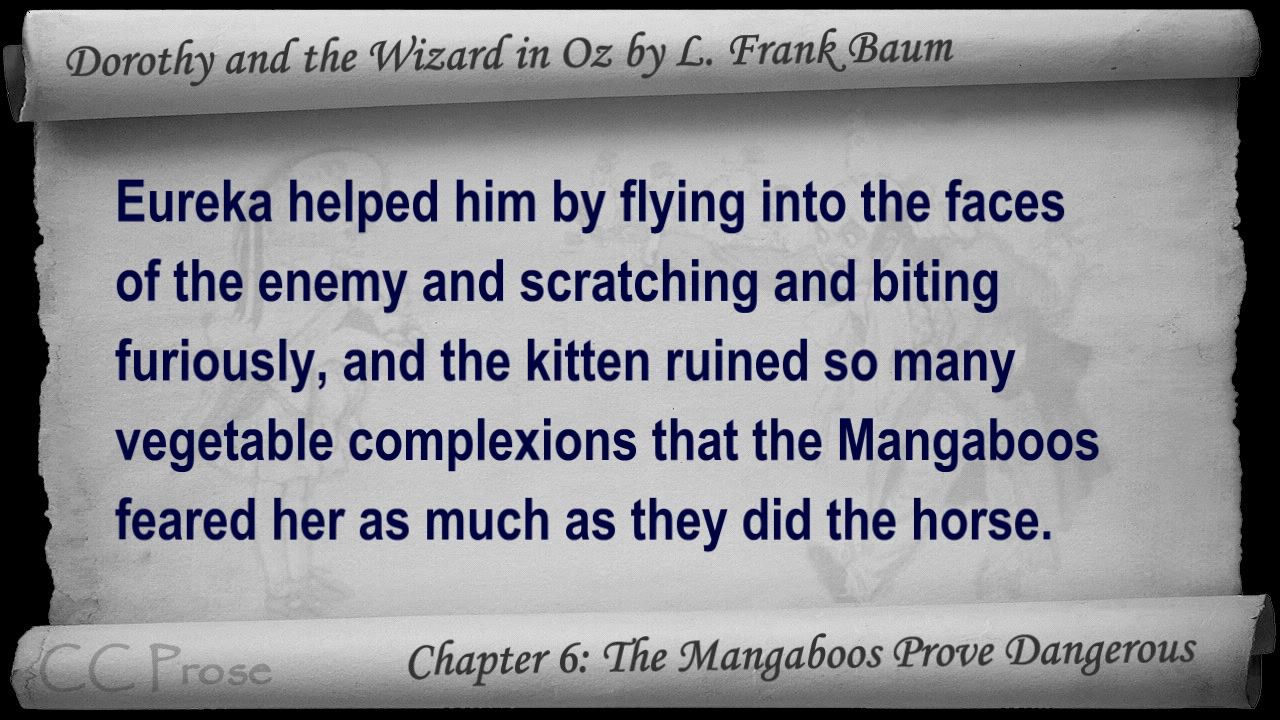 Dorothy and the Wizard in Oz by L. Frank Baum
Eureka helped him by flying into the faces
of the enemy and scratching and biting
furiously, and the kitten ruined so many
vegetable complexions that the Mangaboos
feared her as much as they did the horse.
CC Prose
Chapter 6: The Mangaboos Prove Dangerous